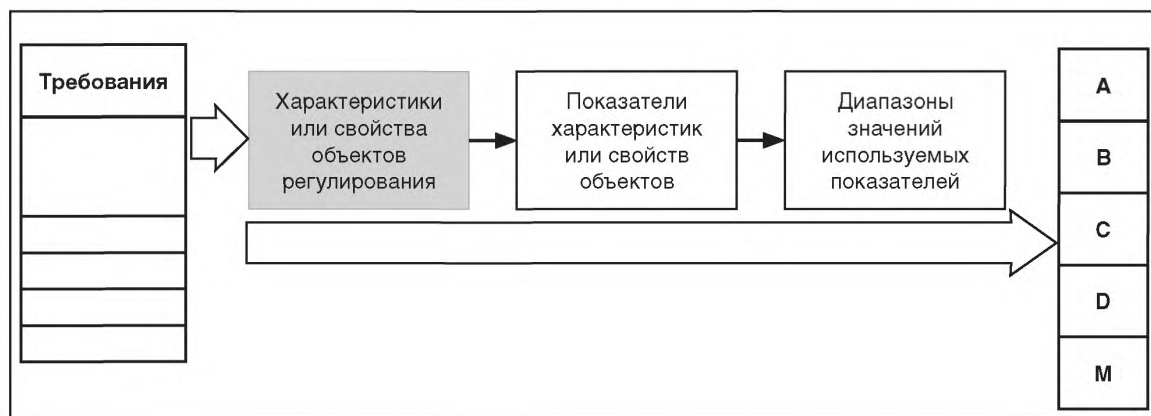 Требования
Характеристики
или свойства
объектов
регулирования
Показатели
характеристик
или свойств
объектов
Диапазоны
значений
используемых
показателей
A
B
C
D
M